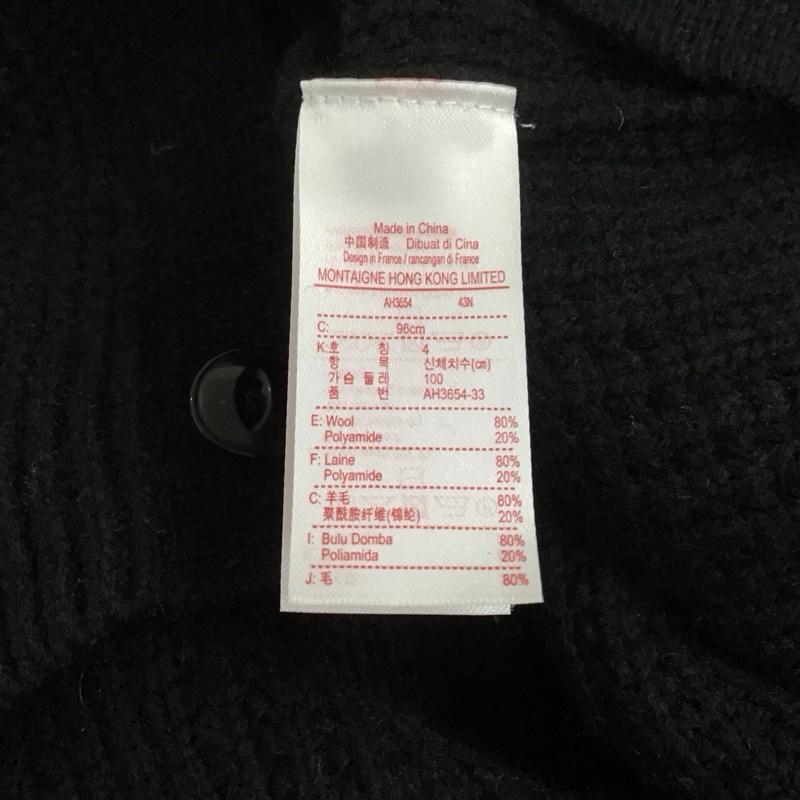 Made in China
中国制造 Dibuat di Cina
Design in France / rancangan di France
MONTAIGNE HONG KONG LIMITED
AH3654 43N
C: 96cm
K:호 칭 4
항 목 신체치수(㎝)
가슴 둘레 100
품 번 AH3654-33
E: Wool 80%
Polyamide 20%
F: Laine 80%
Polyamide 20%
C: 羊毛 80%
聚酰胺纤维(锦纶) 20%
I: Bulu Domba 80%
Poliamida 20%
J: 毛 80%